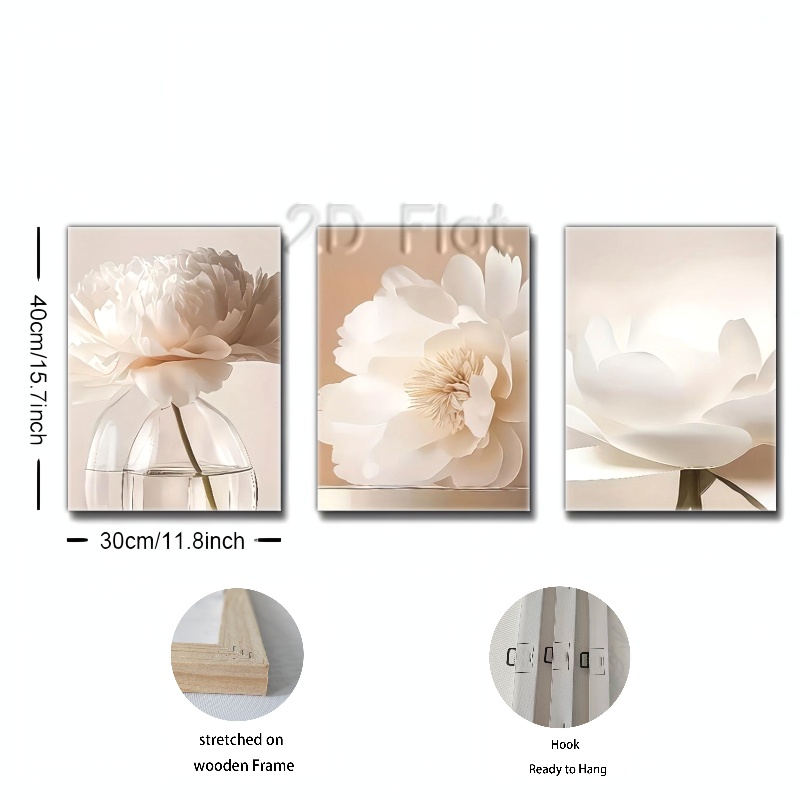 2D Flat
40cm/15.7inch
30cm/11.8inch
stretched on
wooden Frame
Hook
Ready to Hang